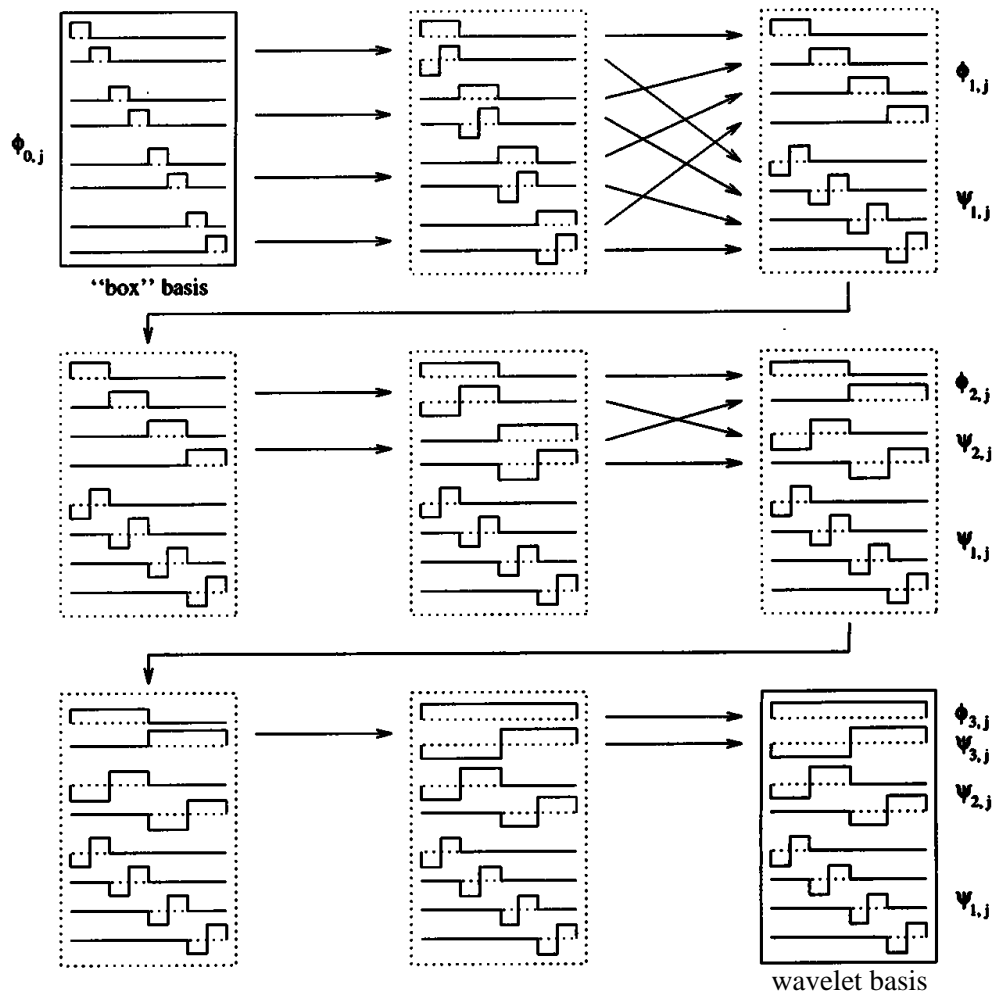 ϕ0,j
"box" basis
ϕ1,j
ψ1,j
ϕ2,j
ψ2,j
ψ1,j
ϕ3,j
ψ3,j
ψ2,j
ψ1,j
wavelet basis